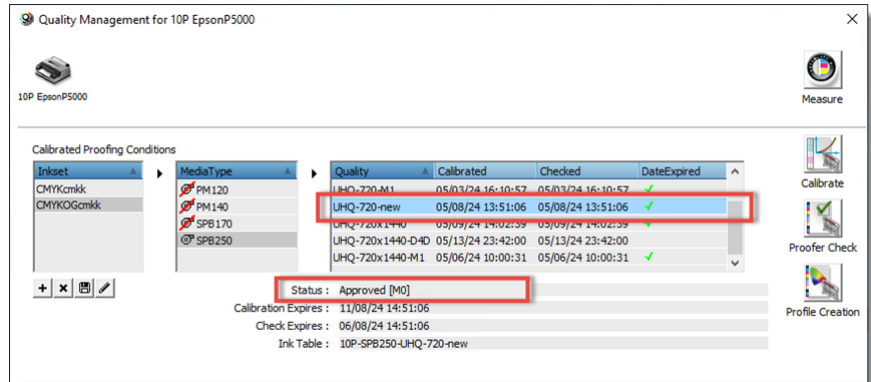 Quality Management for 10P EpsonP5000
10P EpsonP5000
Measure
Calibrated Proofing Conditions
Inkset MediaType Quality Calibrated Checked DateExpired
CMYKcmkk PM120 UHQ-720-M1 05/03/24 16:10:57 05/03/24 16:10:57
CMYKOGcmkk PM140 UHQ-720-new 05/08/24 13:51:06 05/08/24 13:51:06
SPB170 UHQ-720x1440 05/09/24 14:02:39 05/09/24 14:02:39
SPB250 UHQ-720x1440-D4D 05/13/24 23:42:00 05/13/24 23:42:00
UHQ-720x1440-M1 05/06/24 10:00:31 05/06/24 10:00:31
Calibrate
Proofer Check
Profile Creation
Status : Approved [M0]
Calibration Expires : 11/08/24 14:51:06
Check Expires : 06/08/24 14:51:06
Ink Table : 10P-SPB250-UHQ-720-new